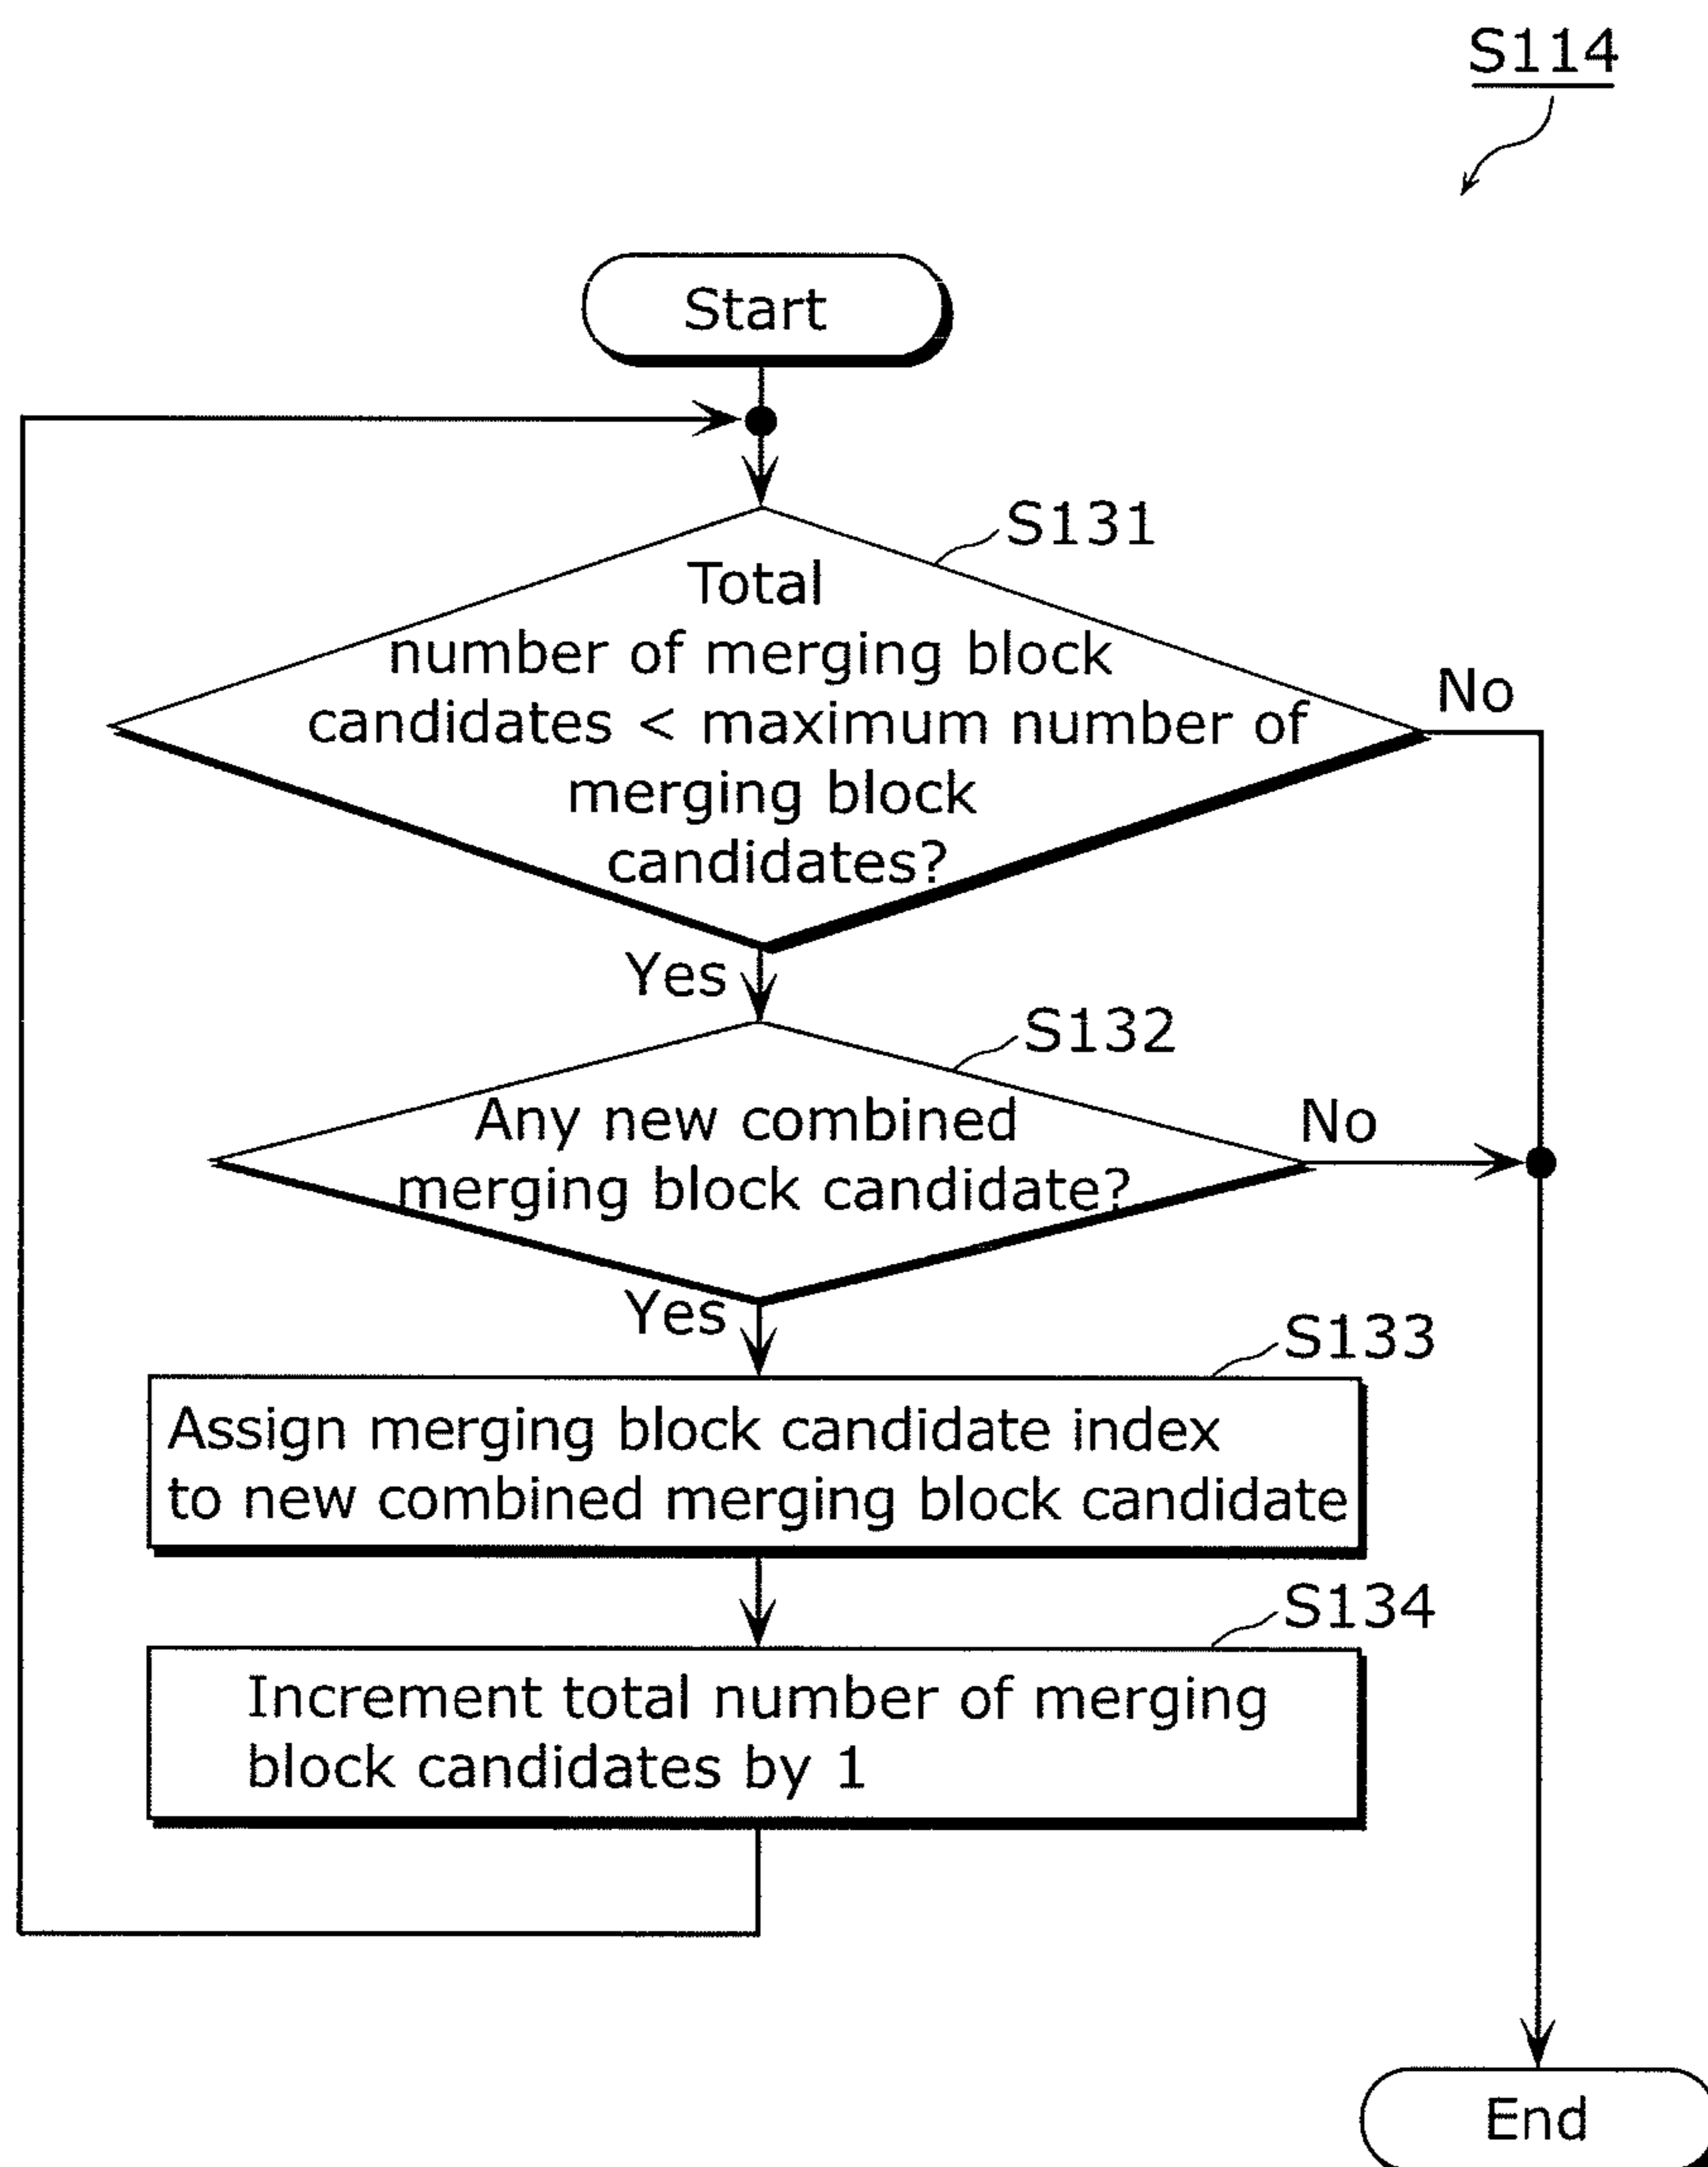 S114
Start
S131
Total
number of merging block
candidates < maximum number of
merging block
candidates?
No
Yes
S132
Any new combined
merging block candidate?
No
Yes
S133
Assign merging block candidate index
to new combined merging block candidate
S134
Increment total number of merging
block candidates by 1
End